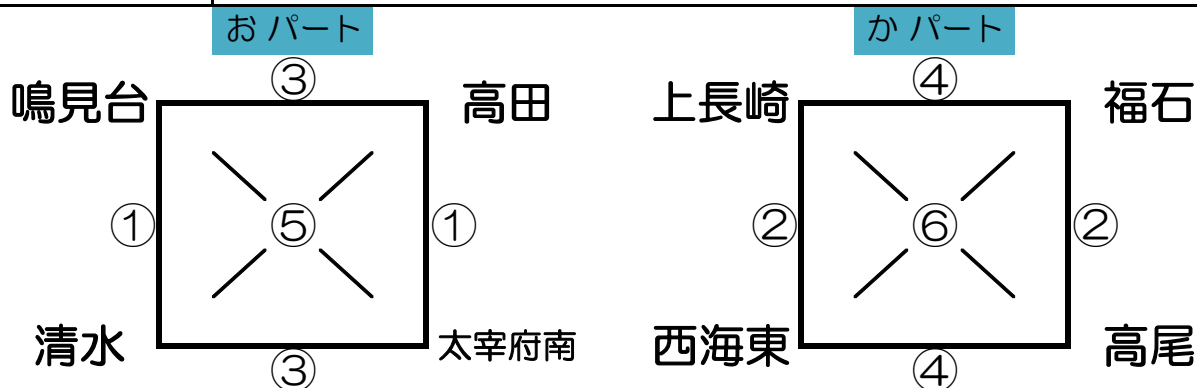 お パート
か パート
③
④
鳴見台
高田
上長崎
福石
①
⑤
①
②
⑥
②
清水
太宰府南
西海東
高尾
③
④